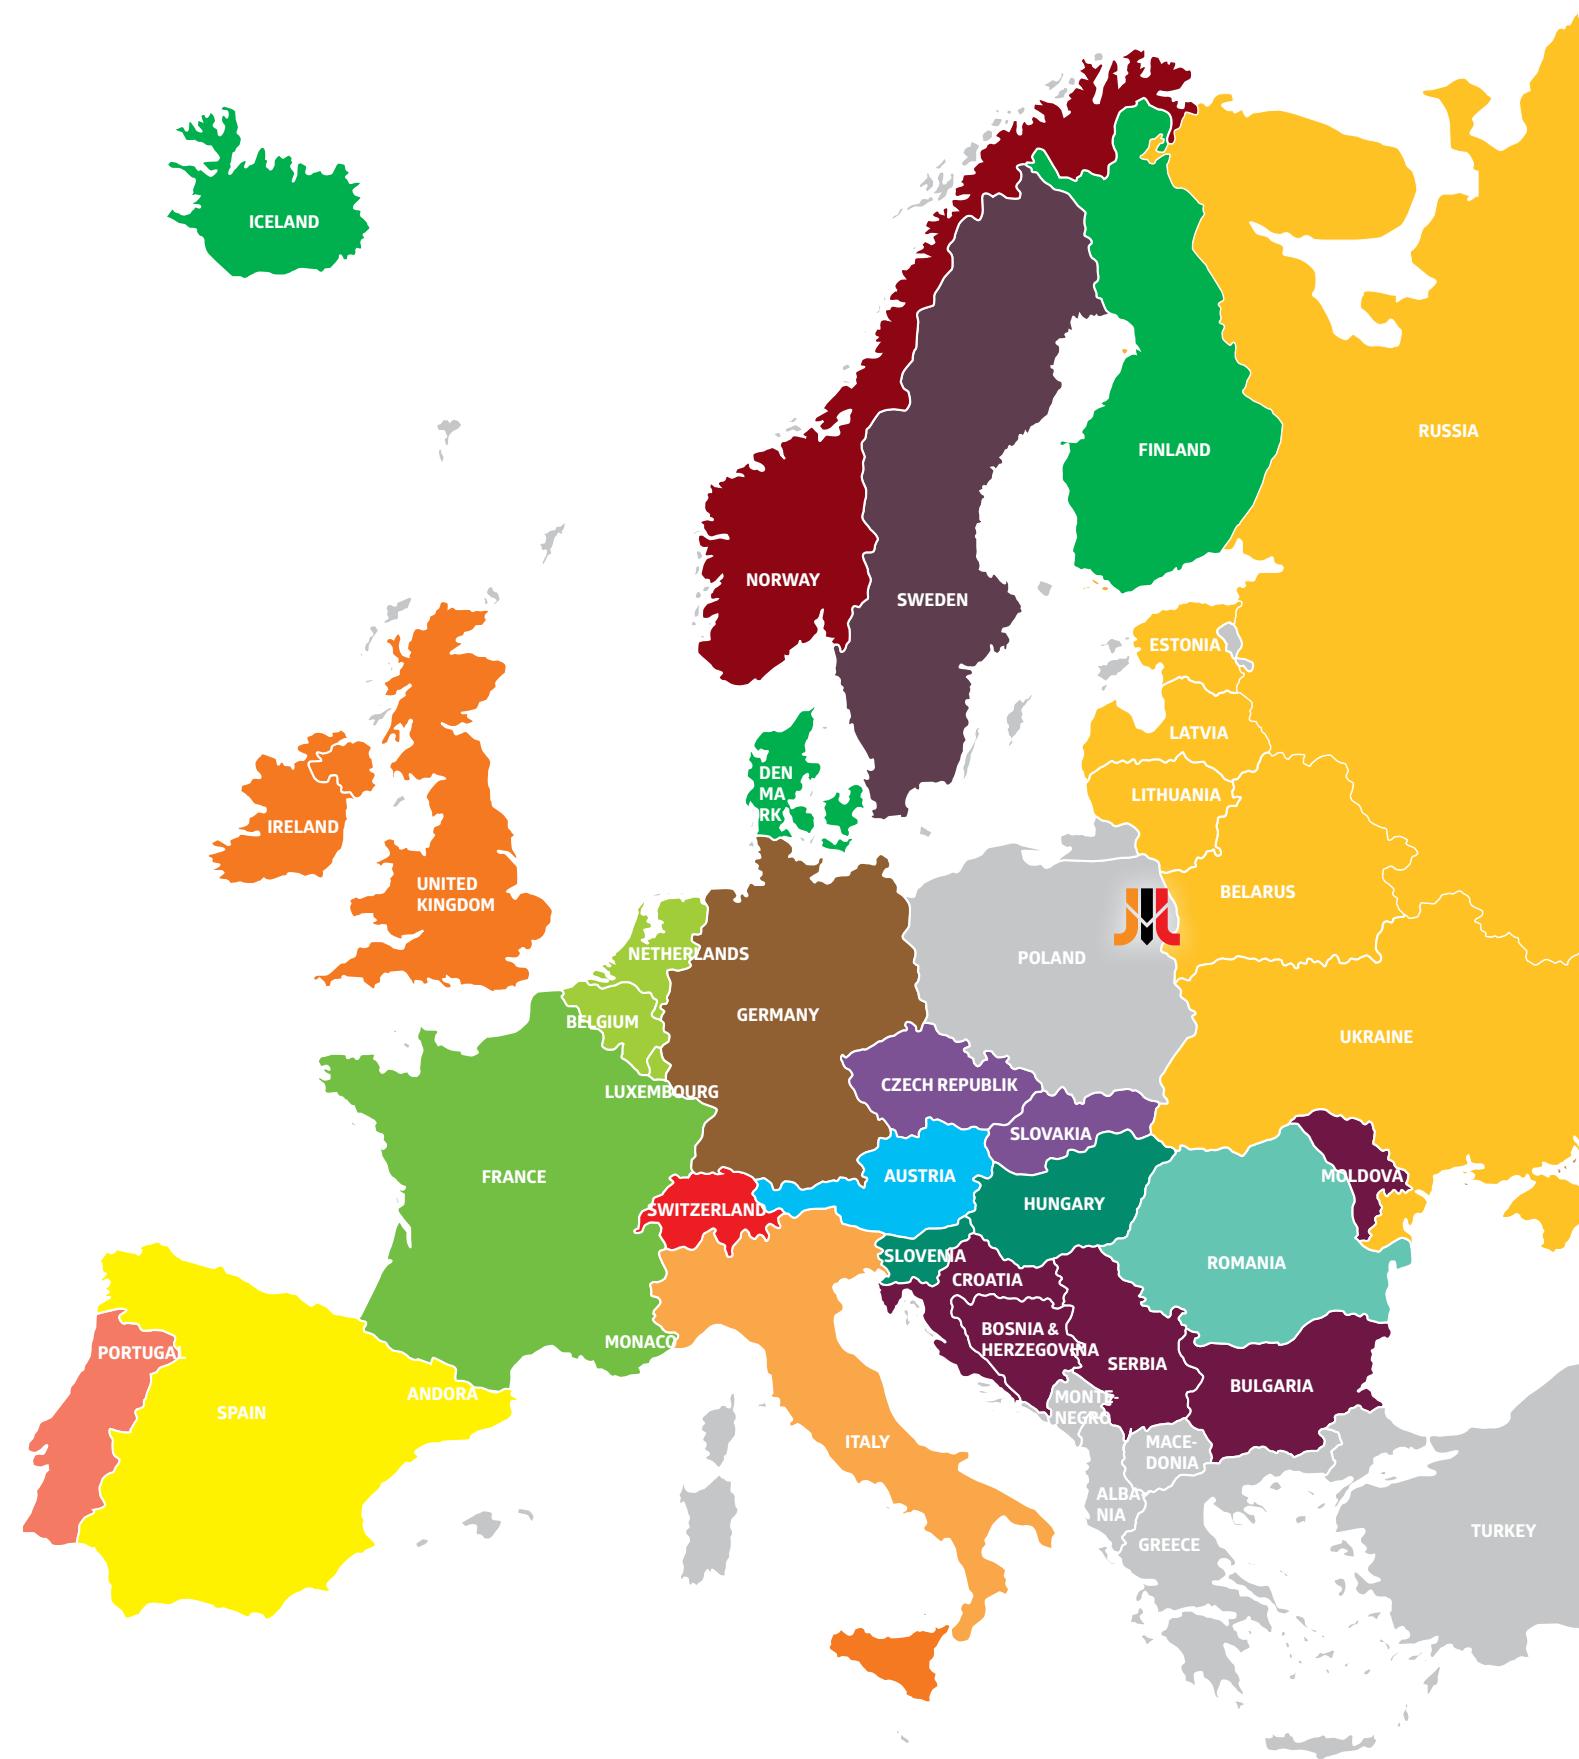 ICELAND
RUSSIA
FINLAND
NORWAY
SWEDEN
ESTONIA
LATVIA
DEN
MA
RK
LITHUANIA
IRELAND
UNITED
KINGDOM
BELARUS
NETHERLANDS
POLAND
GERMANY
BELGIUM
UKRAINE
CZECH REPUBLIK
LUXEMBOURG
SLOVAKIA
FRANCE
AUSTRIA
MOLDOVA
HUNGARY
SWITZERLAND
SLOVENIA
ROMANIA
CROATIA
BOSNIA &
HERZEGOVINA
MONACO
PORTUGAL
SERBIA
BULGARIA
ANDORA
MONTE-
NEGRO
SPAIN
ITALY
MACE-
DONIA
ALBA-
NIA
TURKEY
GREECE